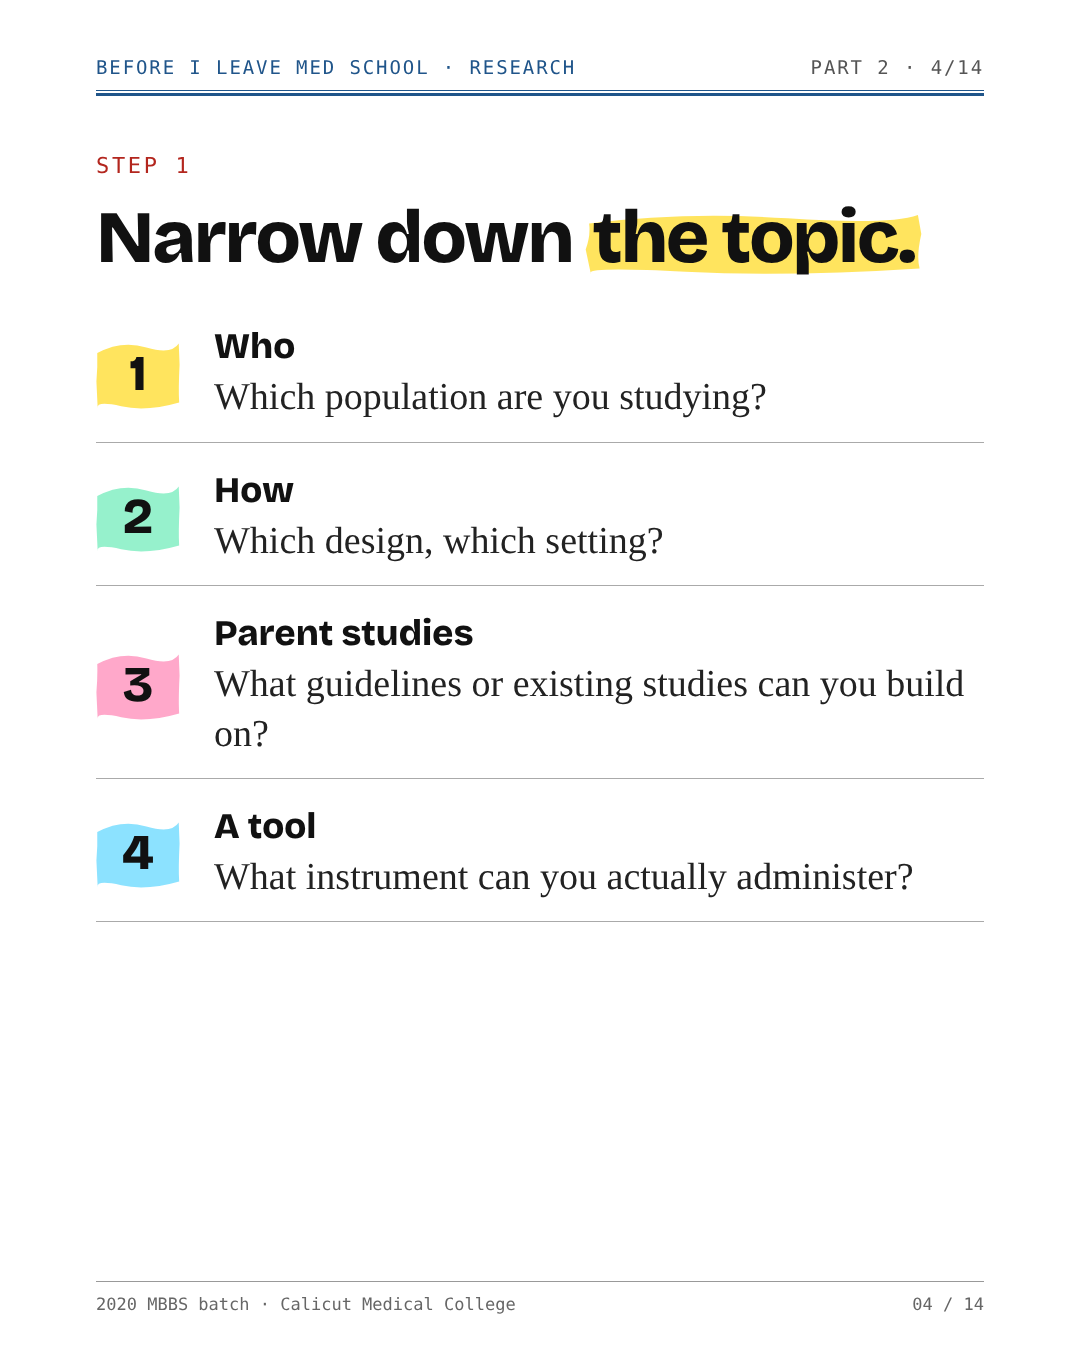 BEFORE I LEAVE MED SCHOOL · RESEARCH
PART 2 · 4/14
STEP 1
Narrow down the topic.
1
Who
Which population are you studying?
2
How
Which design, which setting?
3
Parent studies
What guidelines or existing studies can you build
on?
4
A tool
What instrument can you actually administer?
2020 MBBS batch · Calicut Medical College
04 / 14